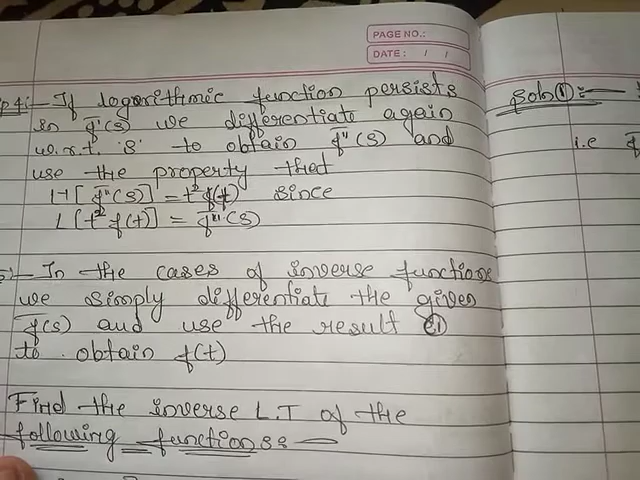 PAGE NO.:
DATE: / /
ep 4:- If logarithmic function persists
in f̄'(s) we differentiate again
w.r.t. 's' to obtain f̄''(s) and
use the property that
L-1[f̄''(s)] = t² f(t) since
L[t² f(t)] = f̄''(s)
5:- In the cases of inverse functions
we simply differentiate the given
f̄(s) and use the result ①
to obtain f(t)
Find the inverse L.T of the
following functions:-
Soln ①:-
i.e